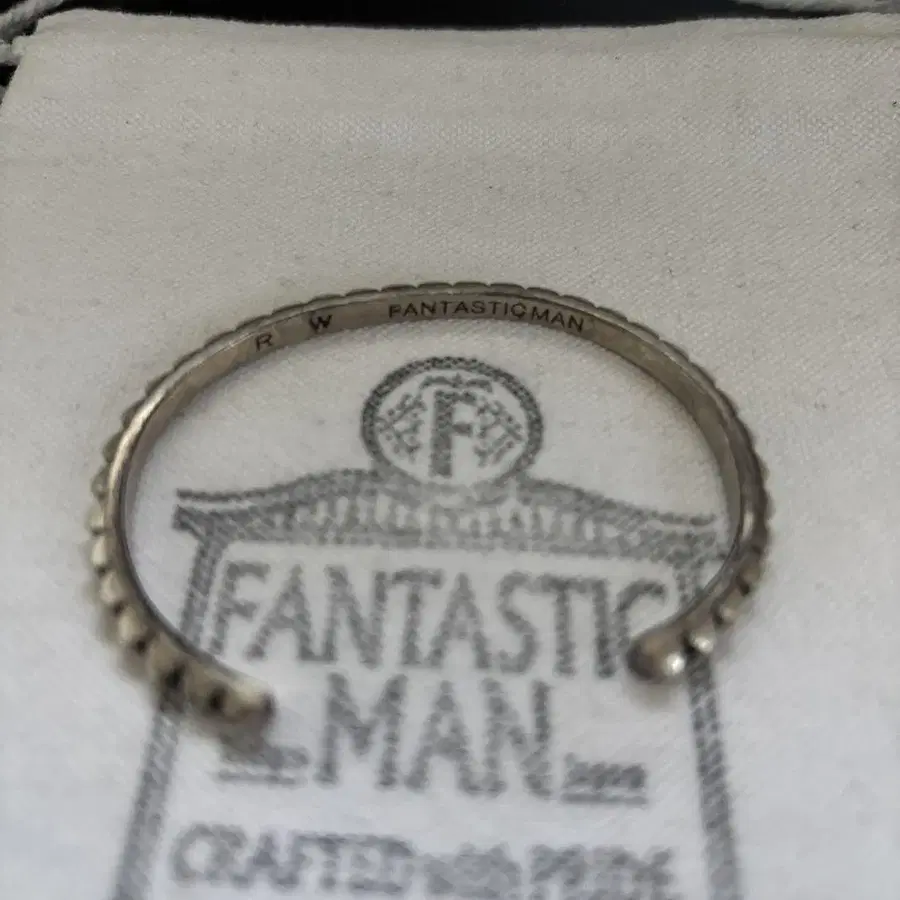 R W FANTASTICMAN
F
FANTASTIC
MAN
CRAFTED with PRIDE